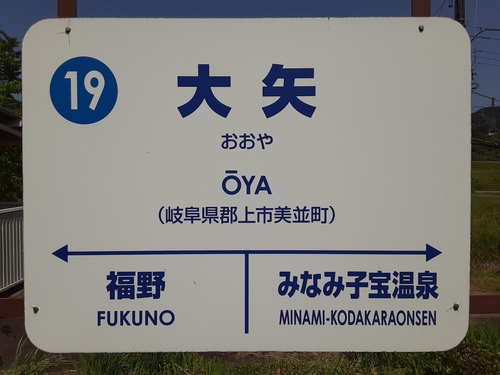 19
大矢
おおや
ŌYA
(岐阜県郡上市美並町)
福野
FUKUNO
みなみ子宝温泉
MINAMI-KODAKARAONSEN